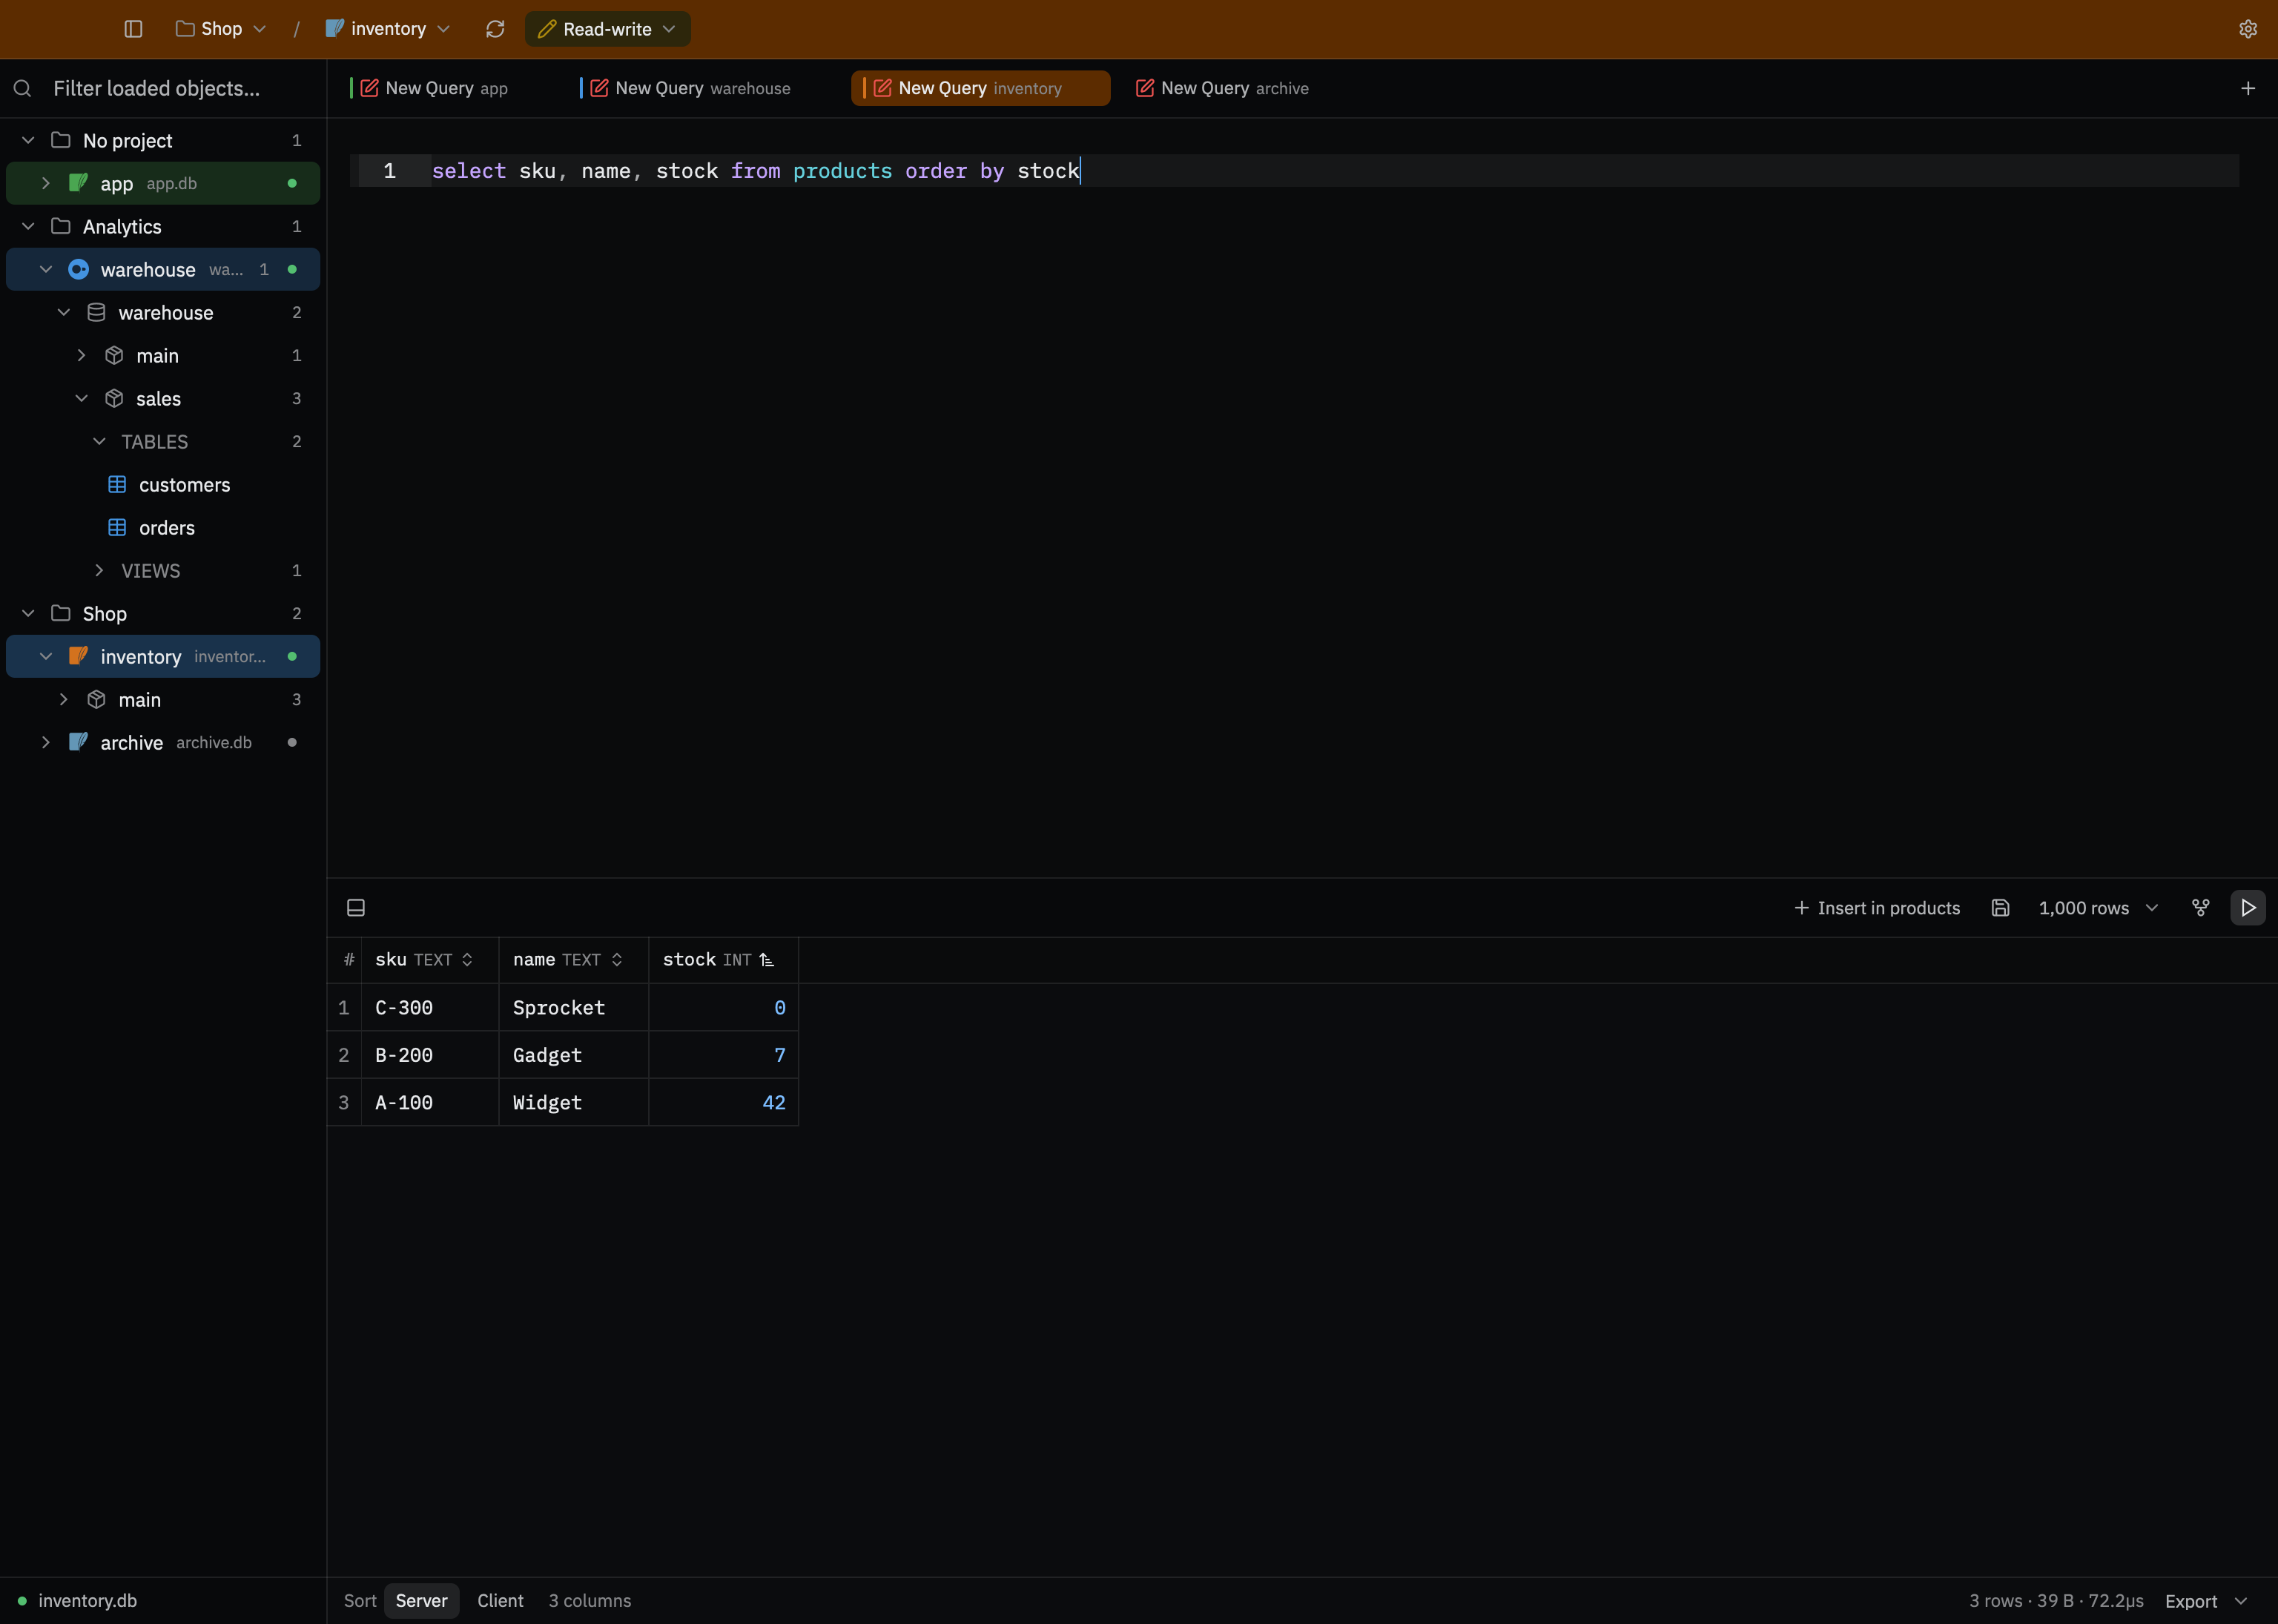 Shop / inventory Read-write
Filter loaded objects...
New Query app New Query warehouse New Query inventory New Query archive
No project 1
app app.db
Analytics 1
warehouse wa... 1
warehouse 2
main 1
sales 3
TABLES 2
customers
orders
VIEWS 1
Shop 2
inventory inventor...
main 3
archive archive.db
1 select sku, name, stock from products order by stock
Insert in products 1,000 rows
# sku TEXT name TEXT stock INT
1 C-300 Sprocket 0
2 B-200 Gadget 7
3 A-100 Widget 42
inventory.db
Sort Server Client 3 columns
3 rows · 39 B · 72.2µs Export